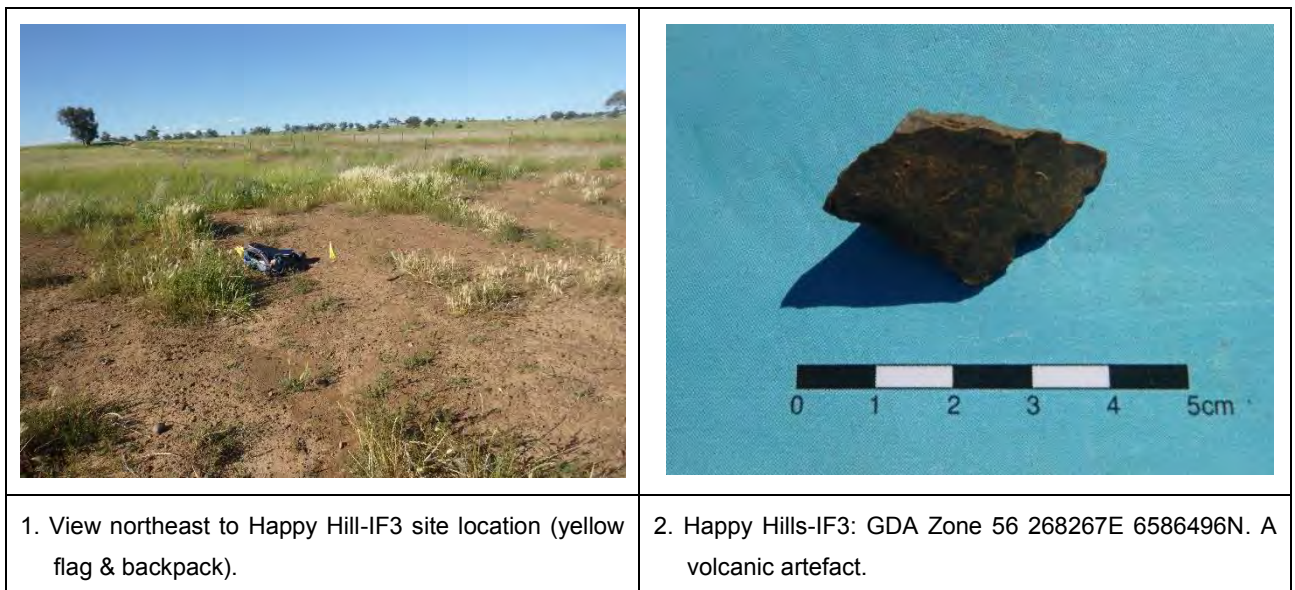 0 1 2 3 4 5cm
1. View northeast to Happy Hill-IF3 site location (yellow
flag & backpack).
2. Happy Hills-IF3: GDA Zone 56 268267E 6586496N. A
volcanic artefact.